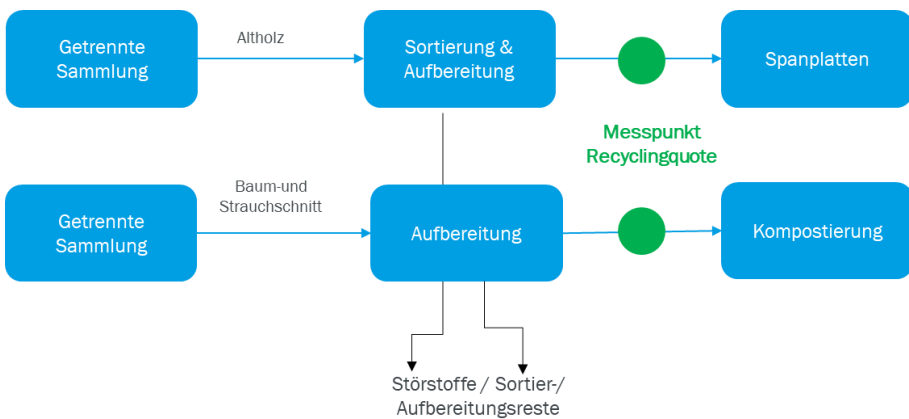 Getrennte
Sammlung
Altholz
Sortierung &
Aufbereitung
Spanplatten
Messpunkt
Recyclingquote
Getrennte
Sammlung
Baum-und
Strauchschnitt
Aufbereitung
Kompostierung
Störstoffe / Sortier-/
Aufbereitungsreste